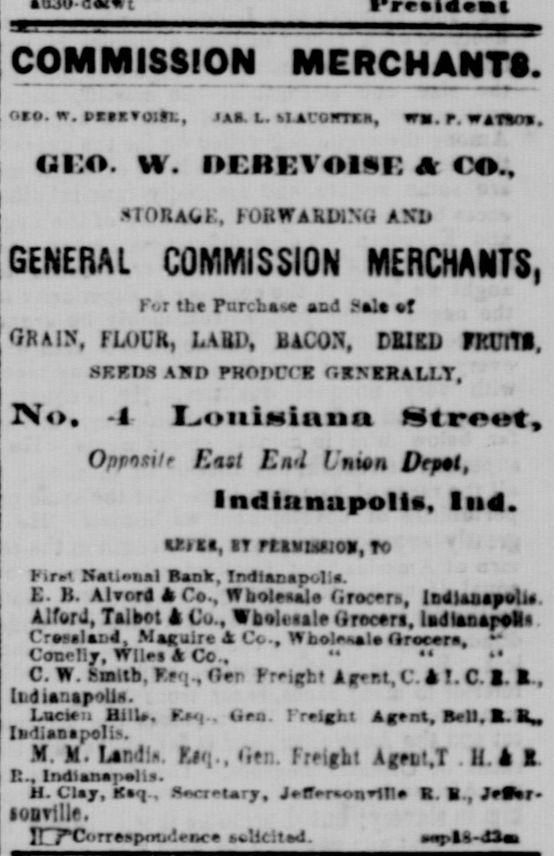 President
COMMISSION MERCHANTS.
GEO. W. DEBEVOISE, JAS. L. SLAUGHTER, WM. P. WATSON.
GEO. W. DEBEVOISE & CO.,
STORAGE, FORWARDING AND
GENERAL COMMISSION MERCHANTS,
For the Purchase and Sale of
GRAIN, FLOUR, LARD, BACON, DRIED FRUITS,
SEEDS AND PRODUCE GENERALLY,
No. 4 Louisiana Street,
Opposite East End Union Depot,
Indianapolis, Ind.
REFER, BY PERMISSION, TO
First National Bank, Indianapolis.
E. B. Alvord & Co., Wholesale Grocers, Indianapolis.
Alford, Talbot & Co., Wholesale Grocers, Indianapolis
Crossland, Maguire & Co., Wholesale Grocers, "
Conelly, Wiles & Co., " " "
C. W. Smith, Esq., Gen Freight Agent, C. & I. C. R. R.,
Indianapolis.
Lucien Hills, Esq., Gen. Freight Agent, Bell. R. R.,
Indianapolis.
M. M. Landis, Esq., Gen. Freight Agent, T. H. & I. R.
R., Indianapolis.
H. Clay, Esq., Secretary, Jeffersonville R. R., Jeffer-
sonville.
Correspondence solicited. sep18-d3m